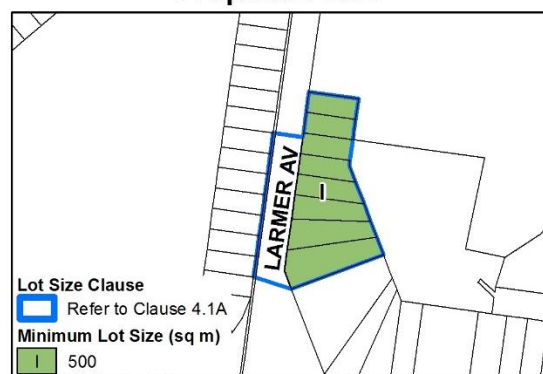 I
LARMER AV
Lot Size Clause
Refer to Clause 4.1A
Minimum Lot Size (sq m)
I 500